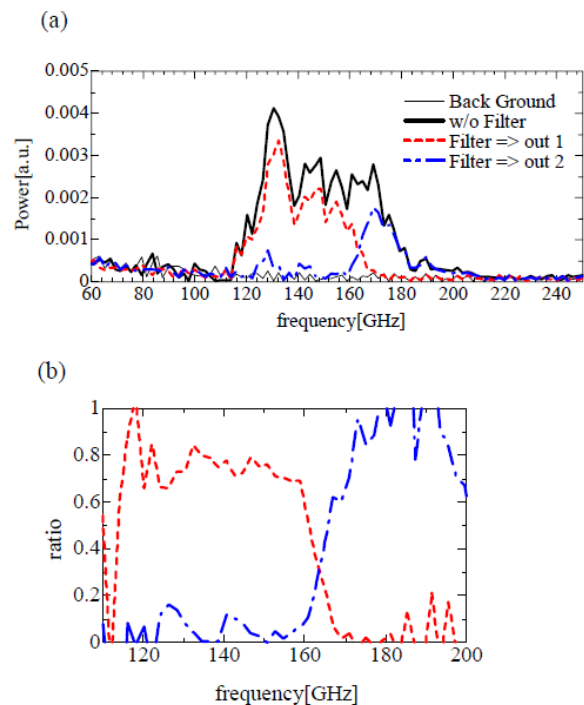 (a)
0.005
0.004
0.003
0.002
0.001
0
Power[a.u.]
Back Ground
w/o Filter
Filter => out 1
Filter => out 2
60 80 100 120 140 160 180 200 220 240
frequency[GHz]
(b)
1
0.8
0.6
0.4
0.2
0
ratio
120 140 160 180 200
frequency[GHz]